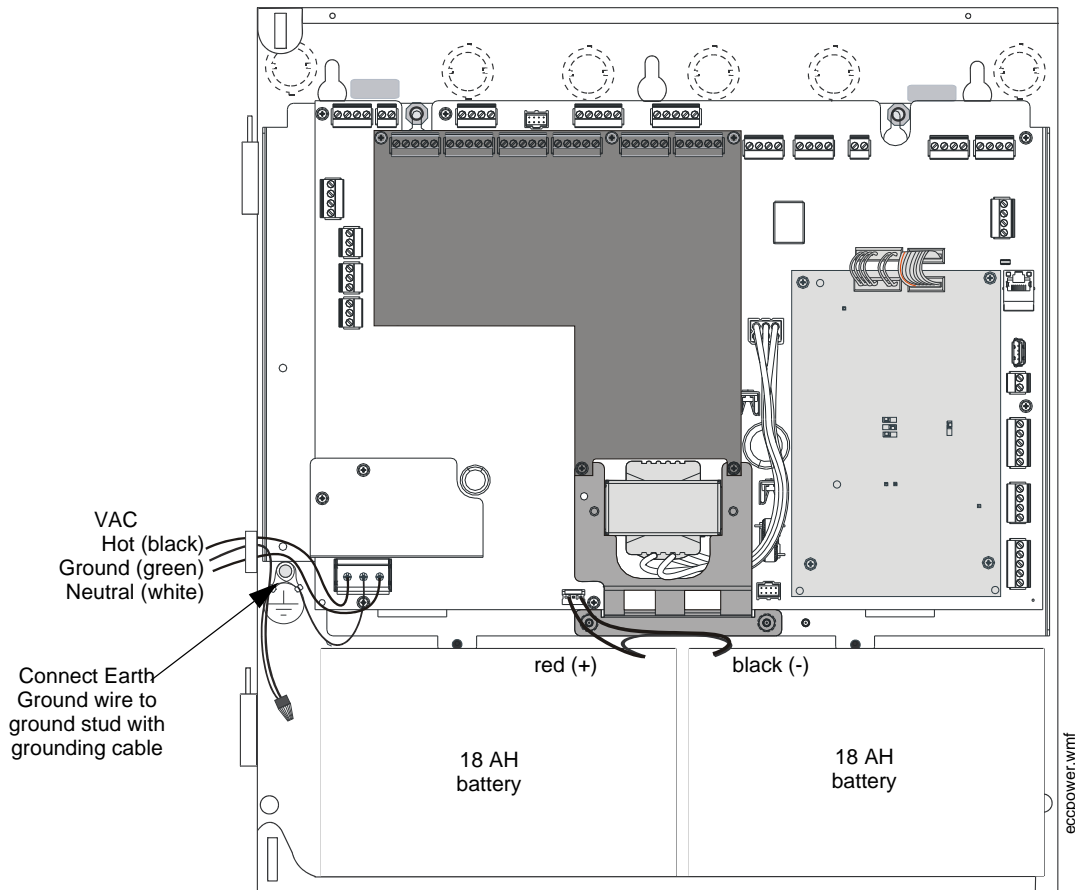 VAC
Hot (black)
Ground (green)
Neutral (white)
Connect Earth
Ground wire to
ground stud with
grounding cable
red (+)
black (-)
18 AH
battery
18 AH
battery
eccpower.wmf